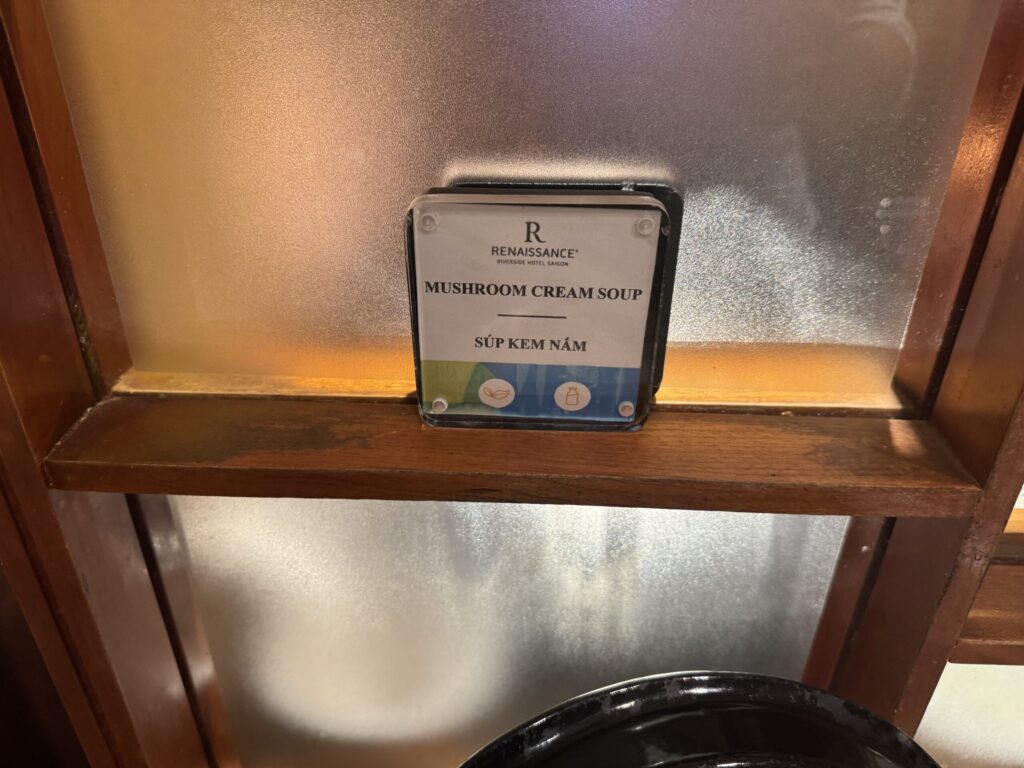 R
RENAISSANCE®
RIVERSIDE HOTEL SAIGON
MUSHROOM CREAM SOUP
SÚP KEM NẤM